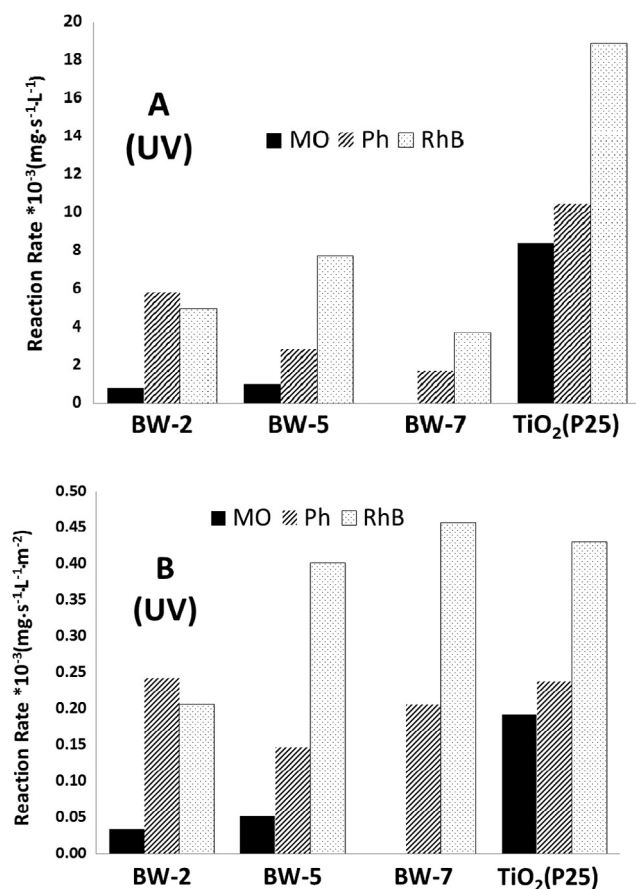 20
18
16
14
12
10
8
6
4
2
0
Reaction Rate *10⁻³(mg·s⁻¹·L⁻¹)
A
(UV)
MO Ph RhB
BW-2 BW-5 BW-7 TiO₂(P25)
0.50
0.45
0.40
0.35
0.30
0.25
0.20
0.15
0.10
0.05
0.00
Reaction Rate *10⁻³(mg·s⁻¹·L⁻¹·m⁻²)
MO Ph RhB
B
(UV)
BW-2 BW-5 BW-7 TiO₂(P25)